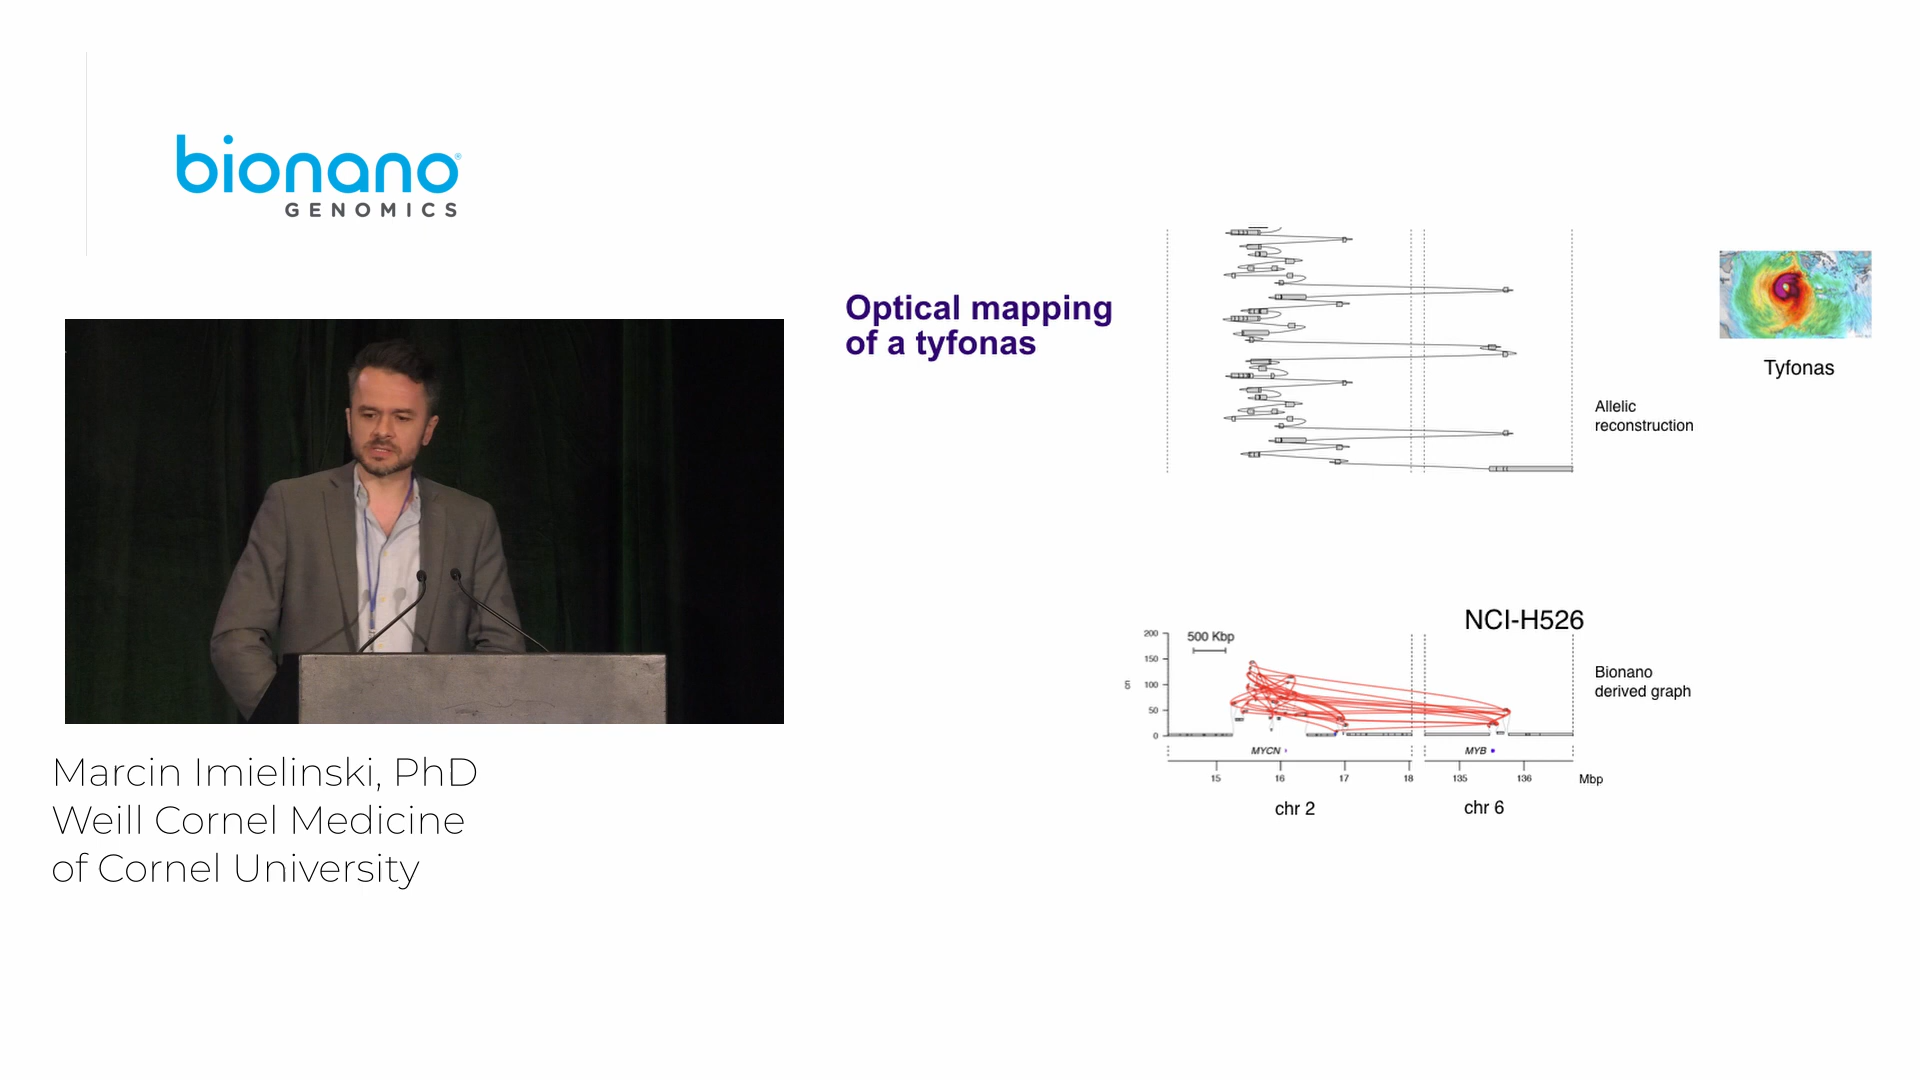 bionano®
GENOMICS
Optical mapping
of a tyfonas
Tyfonas
Allelic
reconstruction
Marcin Imielinski, PhD
Weill Cornel Medicine
of Cornel University
NCI-H526
500 Kbp
200
150
100
50
0
cn
Bionano
derived graph
MYCN
MYB
15
16
17
18
135
136
Mbp
chr 2
chr 6